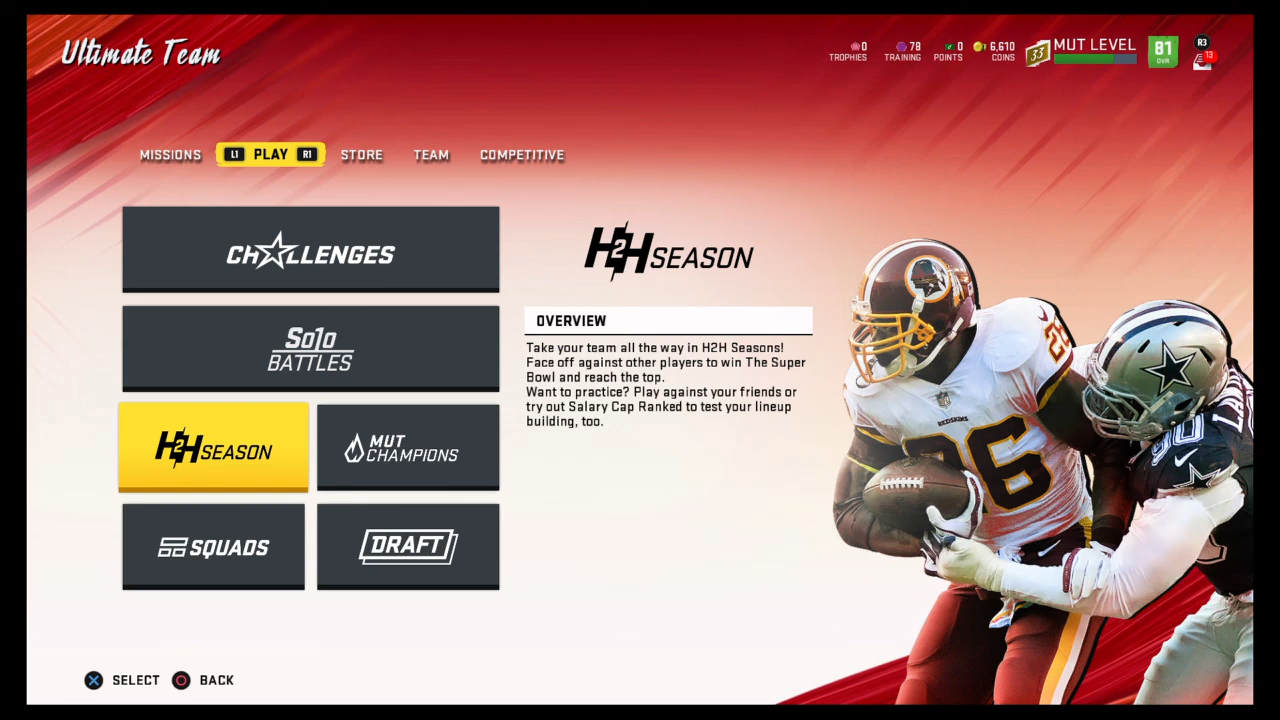 Ultimate Team
0 TROPHIES
78 TRAINING
0 POINTS
6,610 COINS
33
MUT LEVEL
81 OVR
R3
13
MISSIONS
L1 PLAY R1
STORE
TEAM
COMPETITIVE
CHALLENGES
Solo
BATTLES
H2H SEASON
MUT
CHAMPIONS
SQUADS
DRAFT
H2H SEASON
OVERVIEW
Take your team all the way in H2H Seasons!
Face off against other players to win The Super
Bowl and reach the top.
Want to practice? Play against your friends or
try out Salary Cap Ranked to test your lineup
building, too.
REDSKINS
26
90
SELECT
BACK